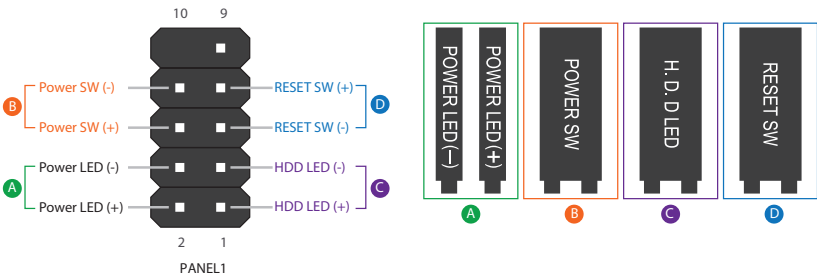 10 9
Power SW (-) RESET SW (+)
B D
Power SW (+) RESET SW (-)
Power LED (-) HDD LED (-)
A C
Power LED (+) HDD LED (+)
2 1
PANEL1
POWER LED(−)
POWER LED(+)
POWER SW
H. D. D LED
RESET SW
A B C D